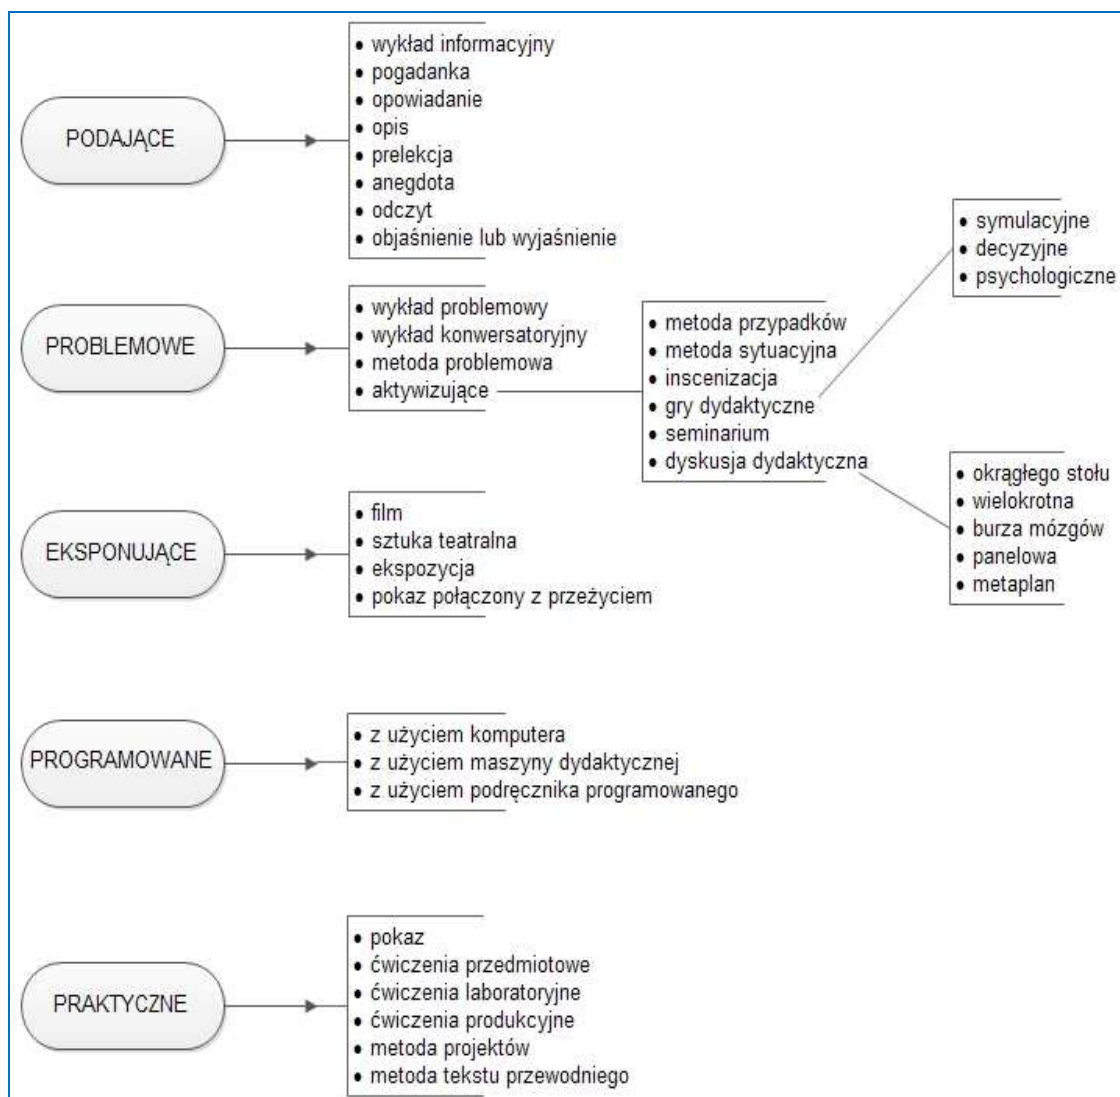 PODAJĄCE
• wykład informacyjny
• pogadanka
• opowiadanie
• opis
• prelekcja
• anegdota
• odczyt
• objaśnienie lub wyjaśnienie
PROBLEMOWE
• wykład problemowy
• wykład konwersatoryjny
• metoda problemowa
• aktywizujące
• metoda przypadków
• metoda sytuacyjna
• inscenizacja
• gry dydaktyczne
• seminarium
• dyskusja dydaktyczna
• symulacyjne
• decyzyjne
• psychologiczne
• okrągłego stołu
• wielokrotna
• burza mózgów
• panelowa
• metaplan
EKSPONUJĄCE
• film
• sztuka teatralna
• ekspozycja
• pokaz połączony z przeżyciem
PROGRAMOWANE
• z użyciem komputera
• z użyciem maszyny dydaktycznej
• z użyciem podręcznika programowanego
PRAKTYCZNE
• pokaz
• ćwiczenia przedmiotowe
• ćwiczenia laboratoryjne
• ćwiczenia produkcyjne
• metoda projektów
• metoda tekstu przewodniego